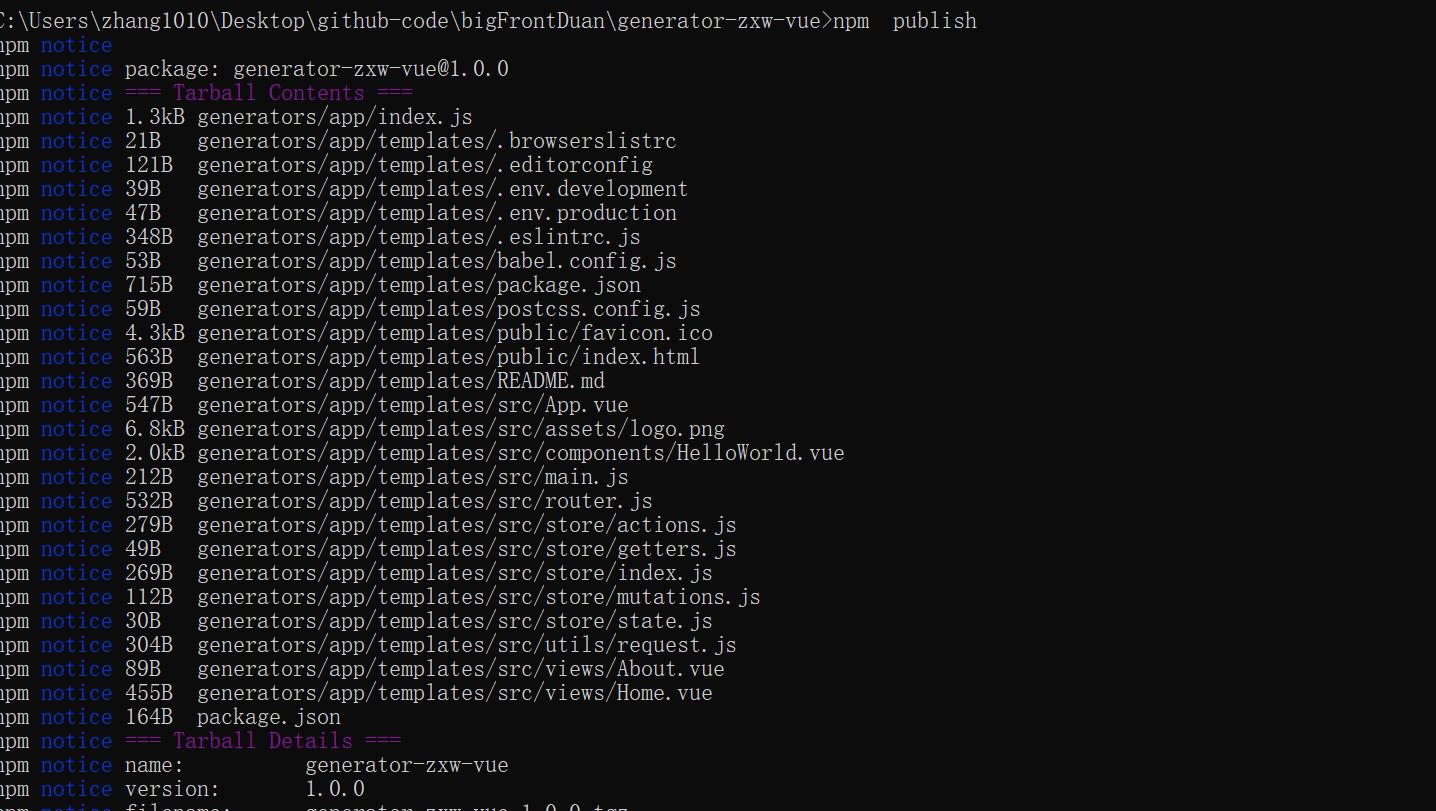 C:\Users\zhang1010\Desktop\github-code\bigFrontDuan\generator-zxw-vue>npm  publish
npm notice
npm notice package: generator-zxw-vue@1.0.0
npm notice === Tarball Contents ===
npm notice 1.3kB generators/app/index.js
npm notice 21B   generators/app/templates/.browserslistrc
npm notice 121B  generators/app/templates/.editorconfig
npm notice 39B   generators/app/templates/.env.development
npm notice 47B   generators/app/templates/.env.production
npm notice 348B  generators/app/templates/.eslintrc.js
npm notice 53B   generators/app/templates/babel.config.js
npm notice 715B  generators/app/templates/package.json
npm notice 59B   generators/app/templates/postcss.config.js
npm notice 4.3kB generators/app/templates/public/favicon.ico
npm notice 563B  generators/app/templates/public/index.html
npm notice 369B  generators/app/templates/README.md
npm notice 547B  generators/app/templates/src/App.vue
npm notice 6.8kB generators/app/templates/src/assets/logo.png
npm notice 2.0kB generators/app/templates/src/components/HelloWorld.vue
npm notice 212B  generators/app/templates/src/main.js
npm notice 532B  generators/app/templates/src/router.js
npm notice 279B  generators/app/templates/src/store/actions.js
npm notice 49B   generators/app/templates/src/store/getters.js
npm notice 269B  generators/app/templates/src/store/index.js
npm notice 112B  generators/app/templates/src/store/mutations.js
npm notice 30B   generators/app/templates/src/store/state.js
npm notice 304B  generators/app/templates/src/utils/request.js
npm notice 89B   generators/app/templates/src/views/About.vue
npm notice 455B  generators/app/templates/src/views/Home.vue
npm notice 164B  package.json
npm notice === Tarball Details ===
npm notice name:          generator-zxw-vue
npm notice version:       1.0.0
npm notice filename:      generator-zxw-vue-1.0.0.tgz